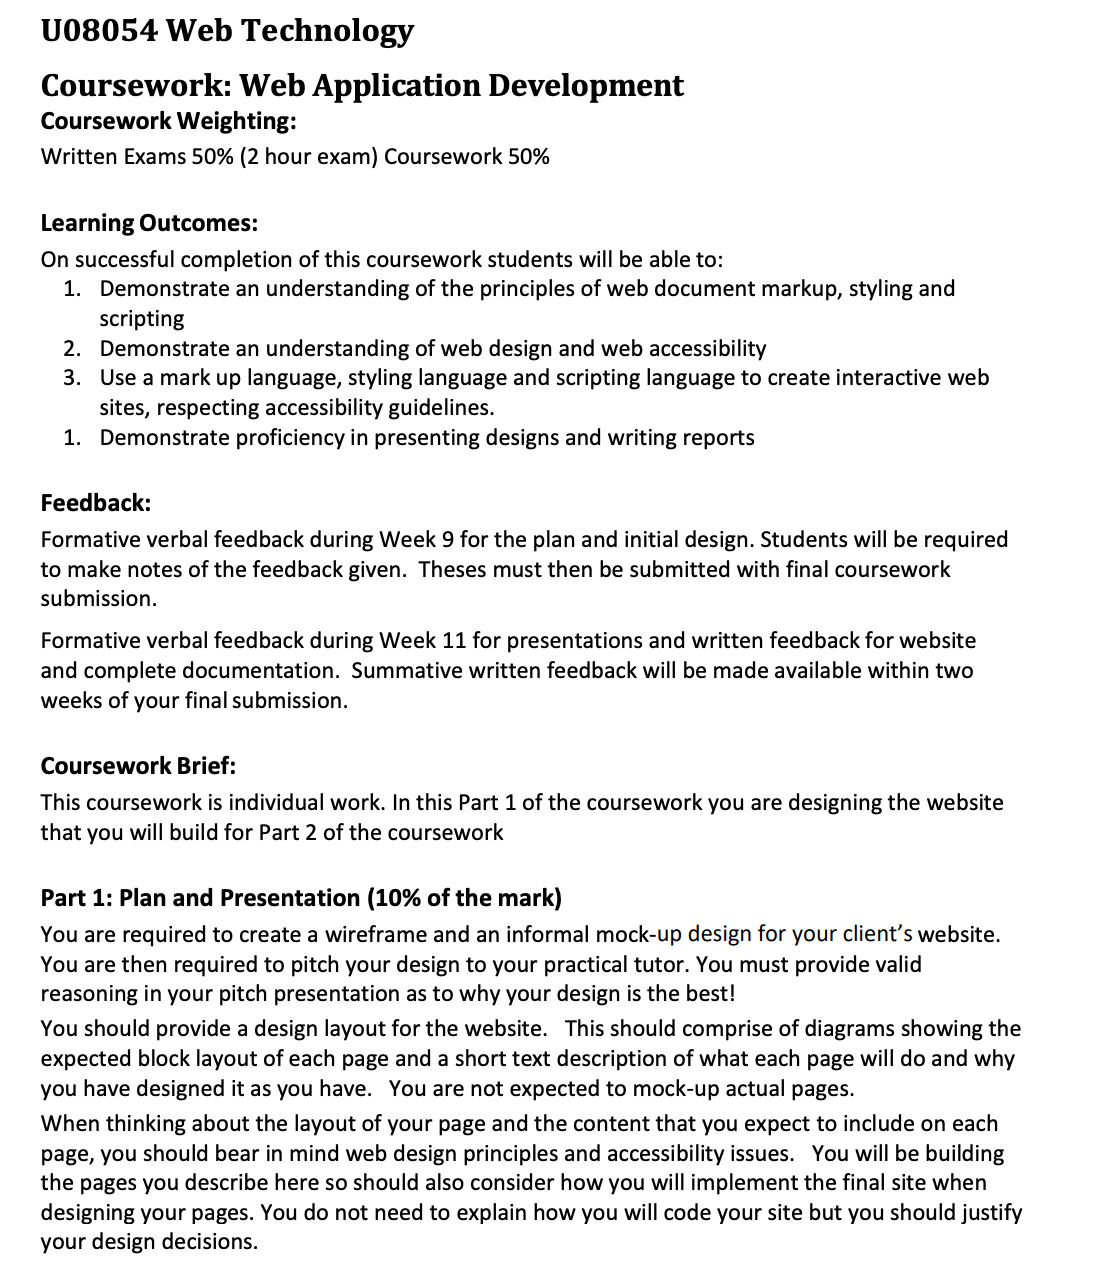 U08054 Web Technology
Coursework: Web Application Development
Coursework Weighting:
Written Exams 50% (2 hour exam) Coursework 50%
Learning Outcomes:
On successful completion of this coursework students will be able to:
1. Demonstrate an understanding of the principles of web document markup, styling and
scripting
2. Demonstrate an understanding of web design and web accessibility
3. Use a mark up language, styling language and scripting language to create interactive web
sites, respecting accessibility guidelines.
1. Demonstrate proficiency in presenting designs and writing reports
Feedback:
Formative verbal feedback during Week 9 for the plan and initial design. Students will be required
to make notes of the feedback given.  Theses must then be submitted with final coursework
submission.
Formative verbal feedback during Week 11 for presentations and written feedback for website
and complete documentation.  Summative written feedback will be made available within two
weeks of your final submission.
Coursework Brief:
This coursework is individual work. In this Part 1 of the coursework you are designing the website
that you will build for Part 2 of the coursework
Part 1: Plan and Presentation (10% of the mark)
You are required to create a wireframe and an informal mock-up design for your client’s website.
You are then required to pitch your design to your practical tutor. You must provide valid
reasoning in your pitch presentation as to why your design is the best!
You should provide a design layout for the website.   This should comprise of diagrams showing the
expected block layout of each page and a short text description of what each page will do and why
you have designed it as you have.   You are not expected to mock-up actual pages.
When thinking about the layout of your page and the content that you expect to include on each
page, you should bear in mind web design principles and accessibility issues.   You will be building
the pages you describe here so should also consider how you will implement the final site when
designing your pages. You do not need to explain how you will code your site but you should justify
your design decisions.